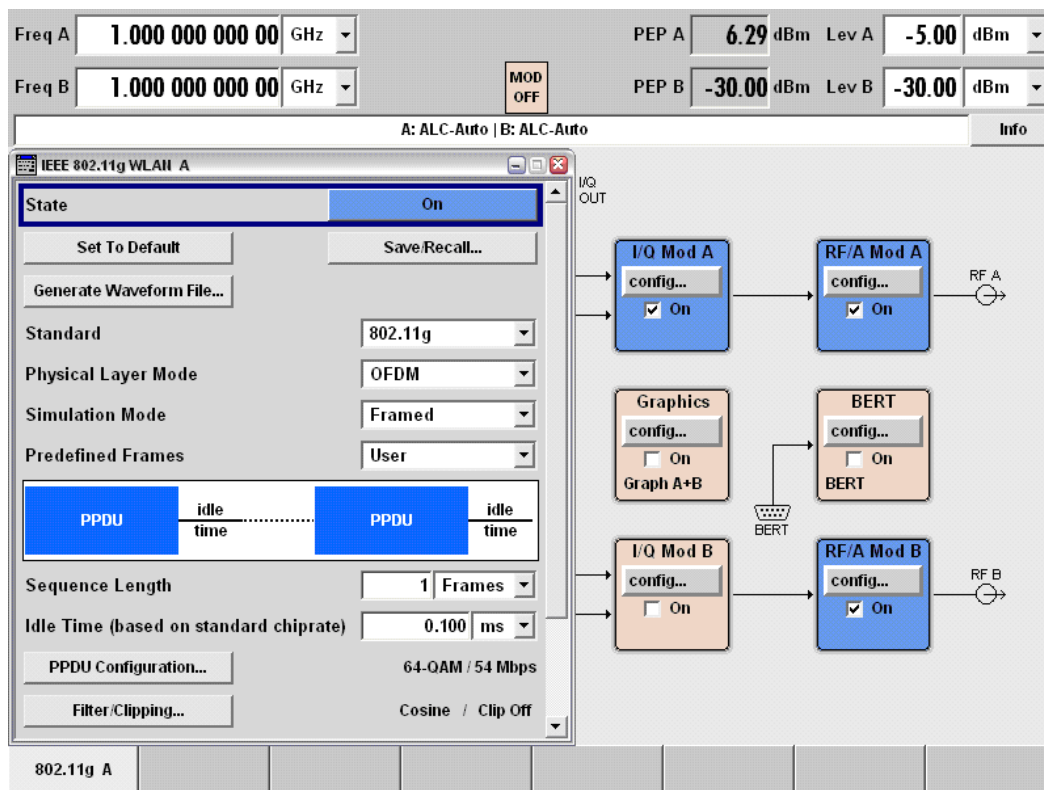 Freq A 1.000 000 000 00 GHz PEP A 6.29 dBm Lev A -5.00 dBm
Freq B 1.000 000 000 00 GHz MOD OFF PEP B -30.00 dBm Lev B -30.00 dBm
A: ALC-Auto | B: ALC-Auto Info
IEEE 802.11g WLAN A
State On
Set To Default Save/Recall...
Generate Waveform File...
Standard 802.11g
Physical Layer Mode OFDM
Simulation Mode Framed
Predefined Frames User
PPDU idle time PPDU idle time
Sequence Length 1 Frames
Idle Time (based on standard chiprate) 0.100 ms
PPDU Configuration... 64-QAM / 54 Mbps
Filter/Clipping... Cosine / Clip Off
I/Q
OUT
I/Q Mod A
config...
On
RF/A Mod A
config...
On
RF A
Graphics
config...
On
Graph A+B
BERT
config...
On
BERT
BERT
I/Q Mod B
config...
On
RF/A Mod B
config...
On
RF B
802.11g A